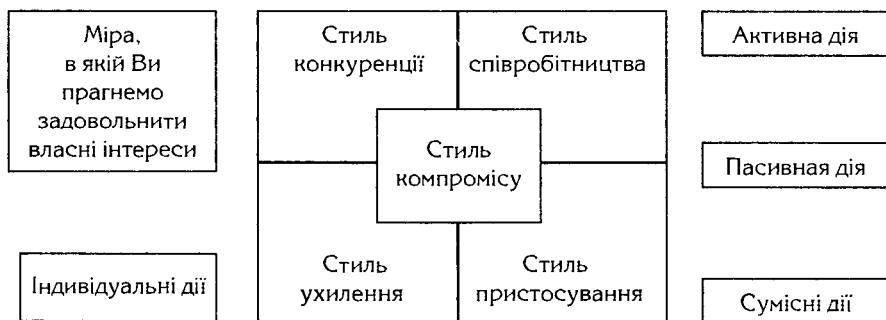 Міра,
в якій Ви
прагнемо
задовольнити
власні інтереси
Стиль
конкуренції
Стиль
співробітництва
Активна дія
Стиль
компромісу
Пасивная дія
Індивідуальні дії
Стиль
ухилення
Стиль
пристосування
Сумісні дії